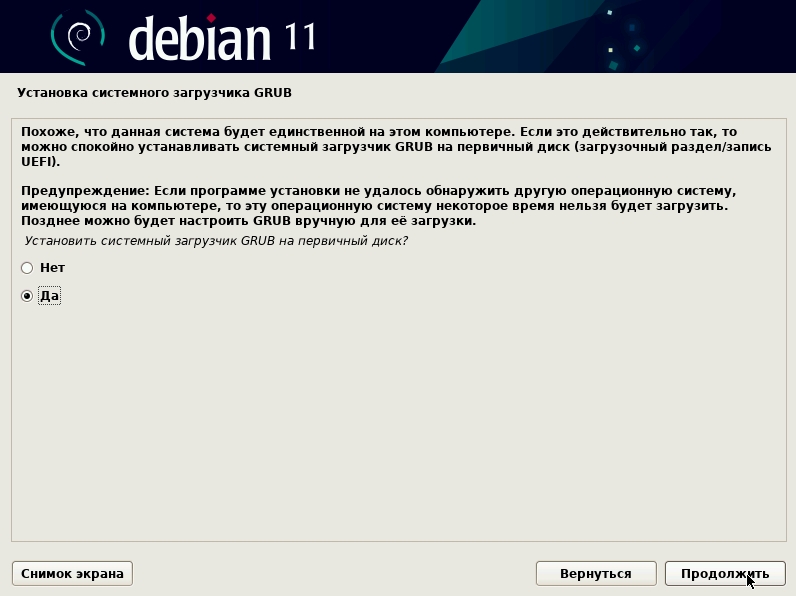 debian 11
Установка системного загрузчика GRUB
Похоже, что данная система будет единственной на этом компьютере. Если это действительно так, то
можно спокойно устанавливать системный загрузчик GRUB на первичный диск (загрузочный раздел/запись
UEFI).
Предупреждение: Если программе установки не удалось обнаружить другую операционную систему,
имеющуюся на компьютере, то эту операционную систему некоторое время нельзя будет загрузить.
Позднее можно будет настроить GRUB вручную для её загрузки.
Установить системный загрузчик GRUB на первичный диск?
Нет
Да
Снимок экрана
Вернуться
Продолжить